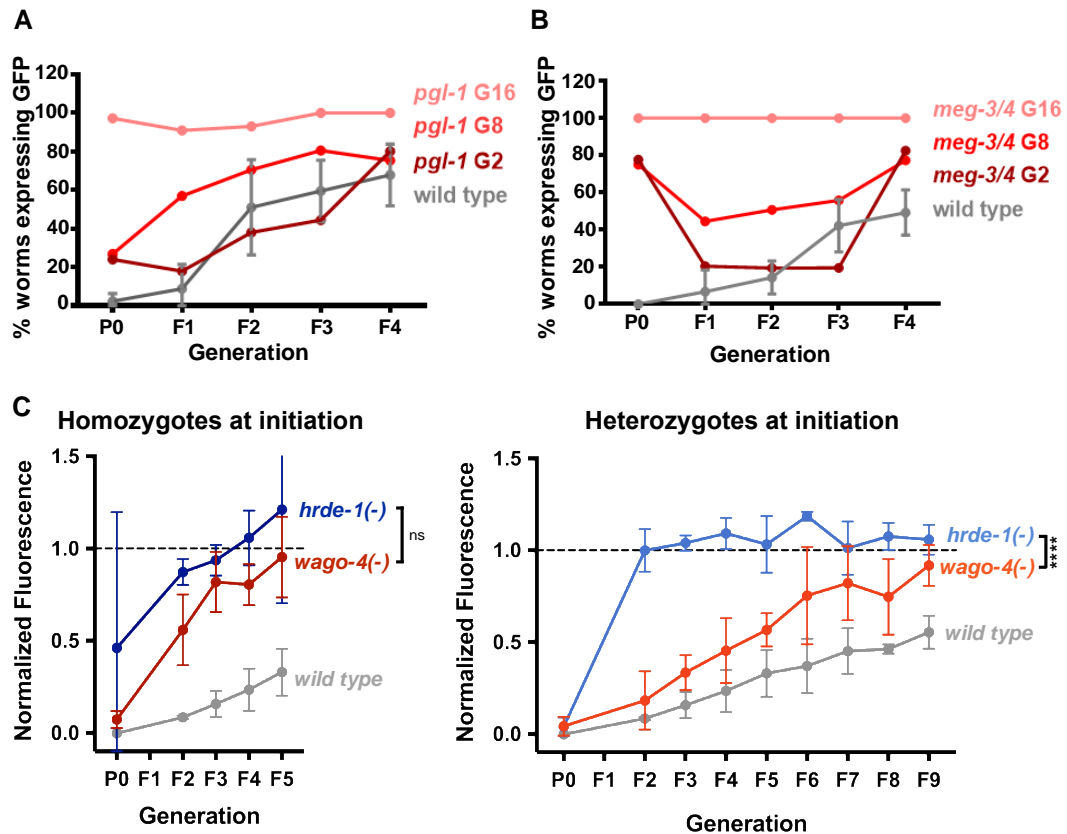 A
% worms expressing GFP
120
100
80
60
40
20
0
P0 F1 F2 F3 F4
Generation
pgl-1 G16
pgl-1 G8
pgl-1 G2
wild type
B
% worms expressing GFP
120
100
80
60
40
20
0
P0 F1 F2 F3 F4
Generation
meg-3/4 G16
meg-3/4 G8
meg-3/4 G2
wild type
C
Homozygotes at initiation
Normalized Fluorescence
1.5
1.0
0.5
0.0
P0 F1 F2 F3 F4 F5
Generation
hrde-1(-)
wago-4(-)
ns
wild type
Heterozygotes at initiation
Normalized Fluorescence
1.5
1.0
0.5
0.0
P0 F1 F2 F3 F4 F5 F6 F7 F8 F9
Generation
hrde-1(-)
wago-4(-)
****
wild type